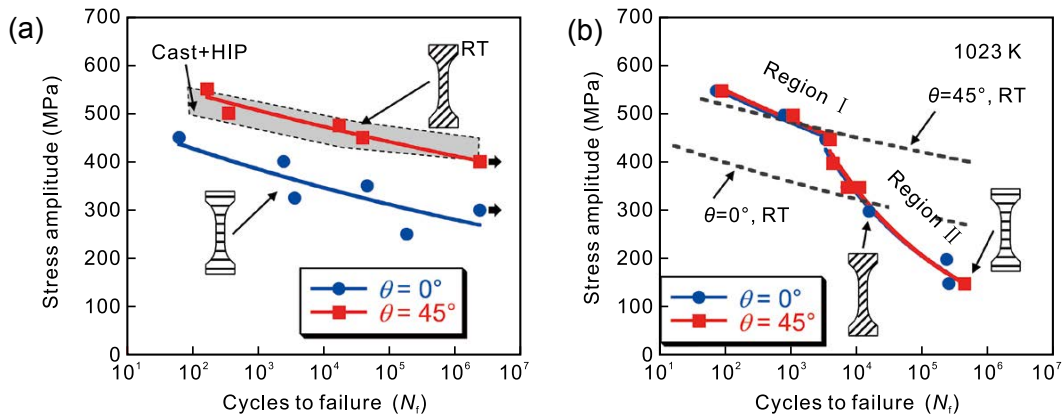 (a)
700
600
500
400
300
200
100
0
Stress amplitude (MPa)
Cast+HIP
RT
θ = 0°
θ = 45°
10¹ 10² 10³ 10⁴ 10⁵ 10⁶ 10⁷
Cycles to failure (Nf)
(b)
700
600
500
400
300
200
100
0
Stress amplitude (MPa)
1023 K
Region I
θ=45°, RT
θ=0°, RT
Region II
θ = 0°
θ = 45°
10¹ 10² 10³ 10⁴ 10⁵ 10⁶ 10⁷
Cycles to failure (Nf)